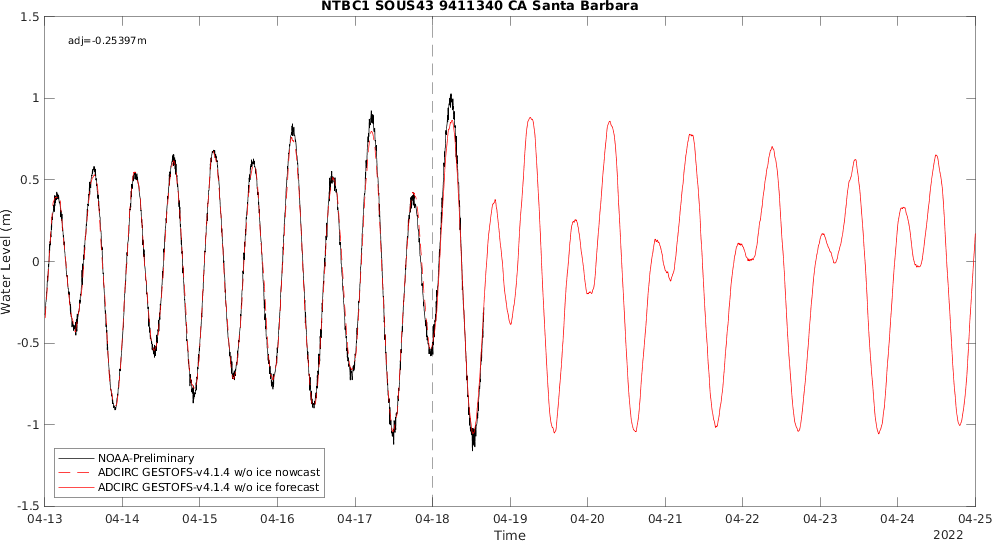 NTBC1 SOUS43 9411340 CA Santa Barbara
adj=-0.25397m
1.5
1
0.5
0
-0.5
-1
-1.5
Water Level (m)
NOAA-Preliminary
ADCIRC GESTOFS-v4.1.4 w/o ice nowcast
ADCIRC GESTOFS-v4.1.4 w/o ice forecast
04-13 04-14 04-15 04-16 04-17 04-18 04-19 04-20 04-21 04-22 04-23 04-24 04-25
Time
2022